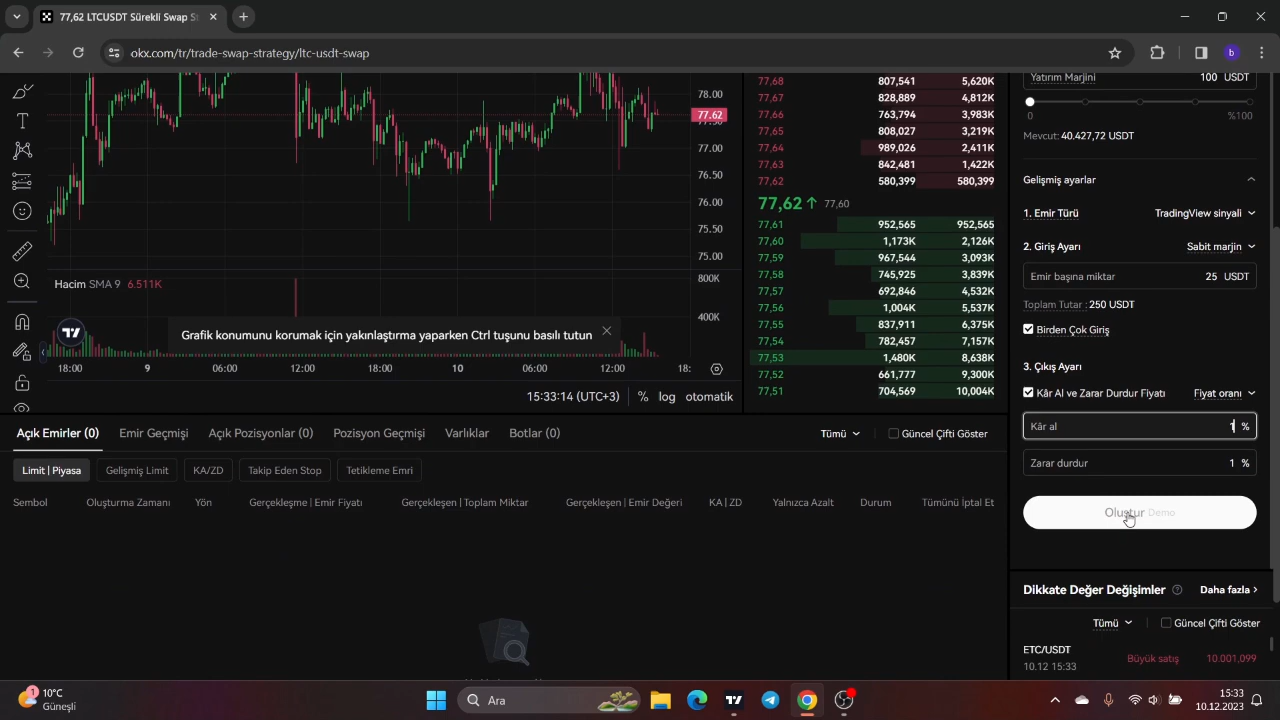 77,62 LTCUSDT Sürekli Swap St
okx.com/tr/trade-swap-strategy/ltc-usdt-swap
b
78.00
77.62
77.50
77.00
76.50
76.00
75.50
75.00
Hacim SMA 9 6.511K
800K
400K
Grafik konumunu korumak için yakınlaştırma yaparken Ctrl tuşunu basılı tutun
18:00 9 06:00 12:00 18:00 10 06:00 12:00 18:
15:33:14 (UTC+3) % log otomatik
77,68 807,541 5,620K
77,67 828,889 4,812K
77,66 763,794 3,983K
77,65 808,027 3,219K
77,64 989,026 2,411K
77,63 842,481 1,422K
77,62 580,399 580,399
77,62 ↑ 77,60
77,61 952,565 952,565
77,60 1,173K 2,126K
77,59 967,544 3,093K
77,58 745,925 3,839K
77,57 692,846 4,532K
77,56 1,004K 5,537K
77,55 837,911 6,375K
77,54 782,457 7,157K
77,53 1,480K 8,638K
77,52 661,777 9,300K
77,51 704,569 10,004K
Yatırım Marjini 100 USDT
0 %100
Mevcut: 40.427,72 USDT
Gelişmiş ayarlar
1. Emir Türü TradingView sinyali
2. Giriş Ayarı Sabit marjin
Emir başına miktar 25 USDT
Toplam Tutar : 250 USDT
Birden Çok Giriş
3. Çıkış Ayarı
Kâr Al ve Zarar Durdur Fiyatı Fiyat oranı
Kâr al 1 %
Zarar durdur 1 %
Oluştur Demo
Açık Emirler (0) Emir Geçmişi Açık Pozisyonlar (0) Pozisyon Geçmişi Varlıklar Botlar (0) Tümü Güncel Çifti Göster
Limit | Piyasa Gelişmiş Limit KA/ZD Takip Eden Stop Tetikleme Emri
Sembol Oluşturma Zamanı Yön Gerçekleşme | Emir Fiyatı Gerçekleşen | Toplam Miktar Gerçekleşen | Emir Değeri KA | ZD Yalnızca Azalt Durum Tümünü İptal Et
Dikkate Değer Değişimler Daha fazla
Tümü Güncel Çifti Göster
ETC/USDT
10.12 15:33 Büyük satış 10.001,099
1
10°C
Güneşli
Ara
15:33
10.12.2023